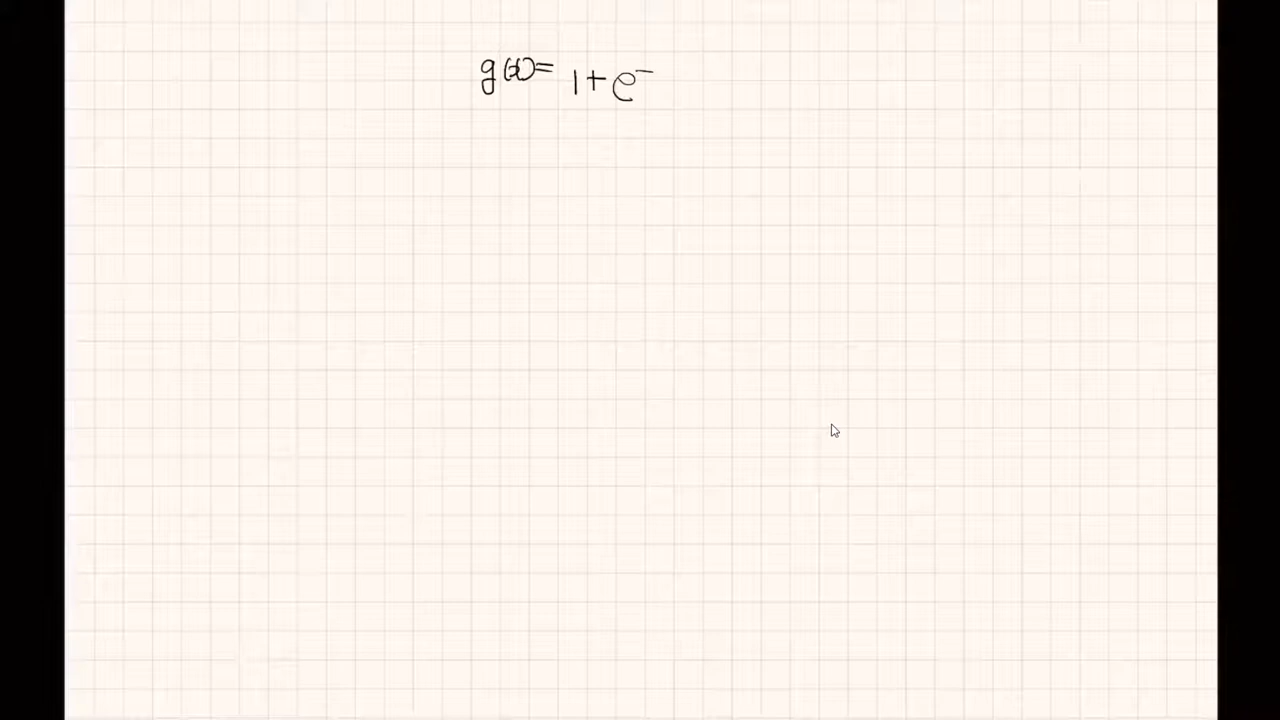 g(x)= 1+e⁻